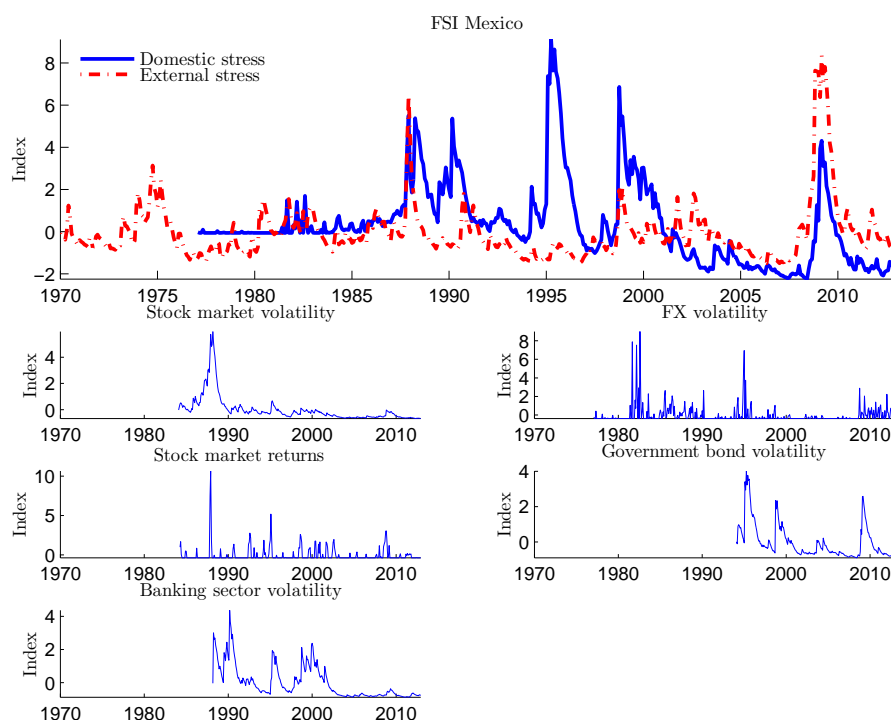 FSI Mexico
Domestic stress
External stress
Index
8
6
4
2
0
−2
1970 1975 1980 1985 1990 1995 2000 2005 2010
Stock market volatility
Index
4
2
0
1970 1980 1990 2000 2010
FX volatility
Index
8
6
4
2
0
1970 1980 1990 2000 2010
Stock market returns
Index
10
5
0
1970 1980 1990 2000 2010
Government bond volatility
Index
4
2
0
1970 1980 1990 2000 2010
Banking sector volatility
Index
4
2
0
1970 1980 1990 2000 2010